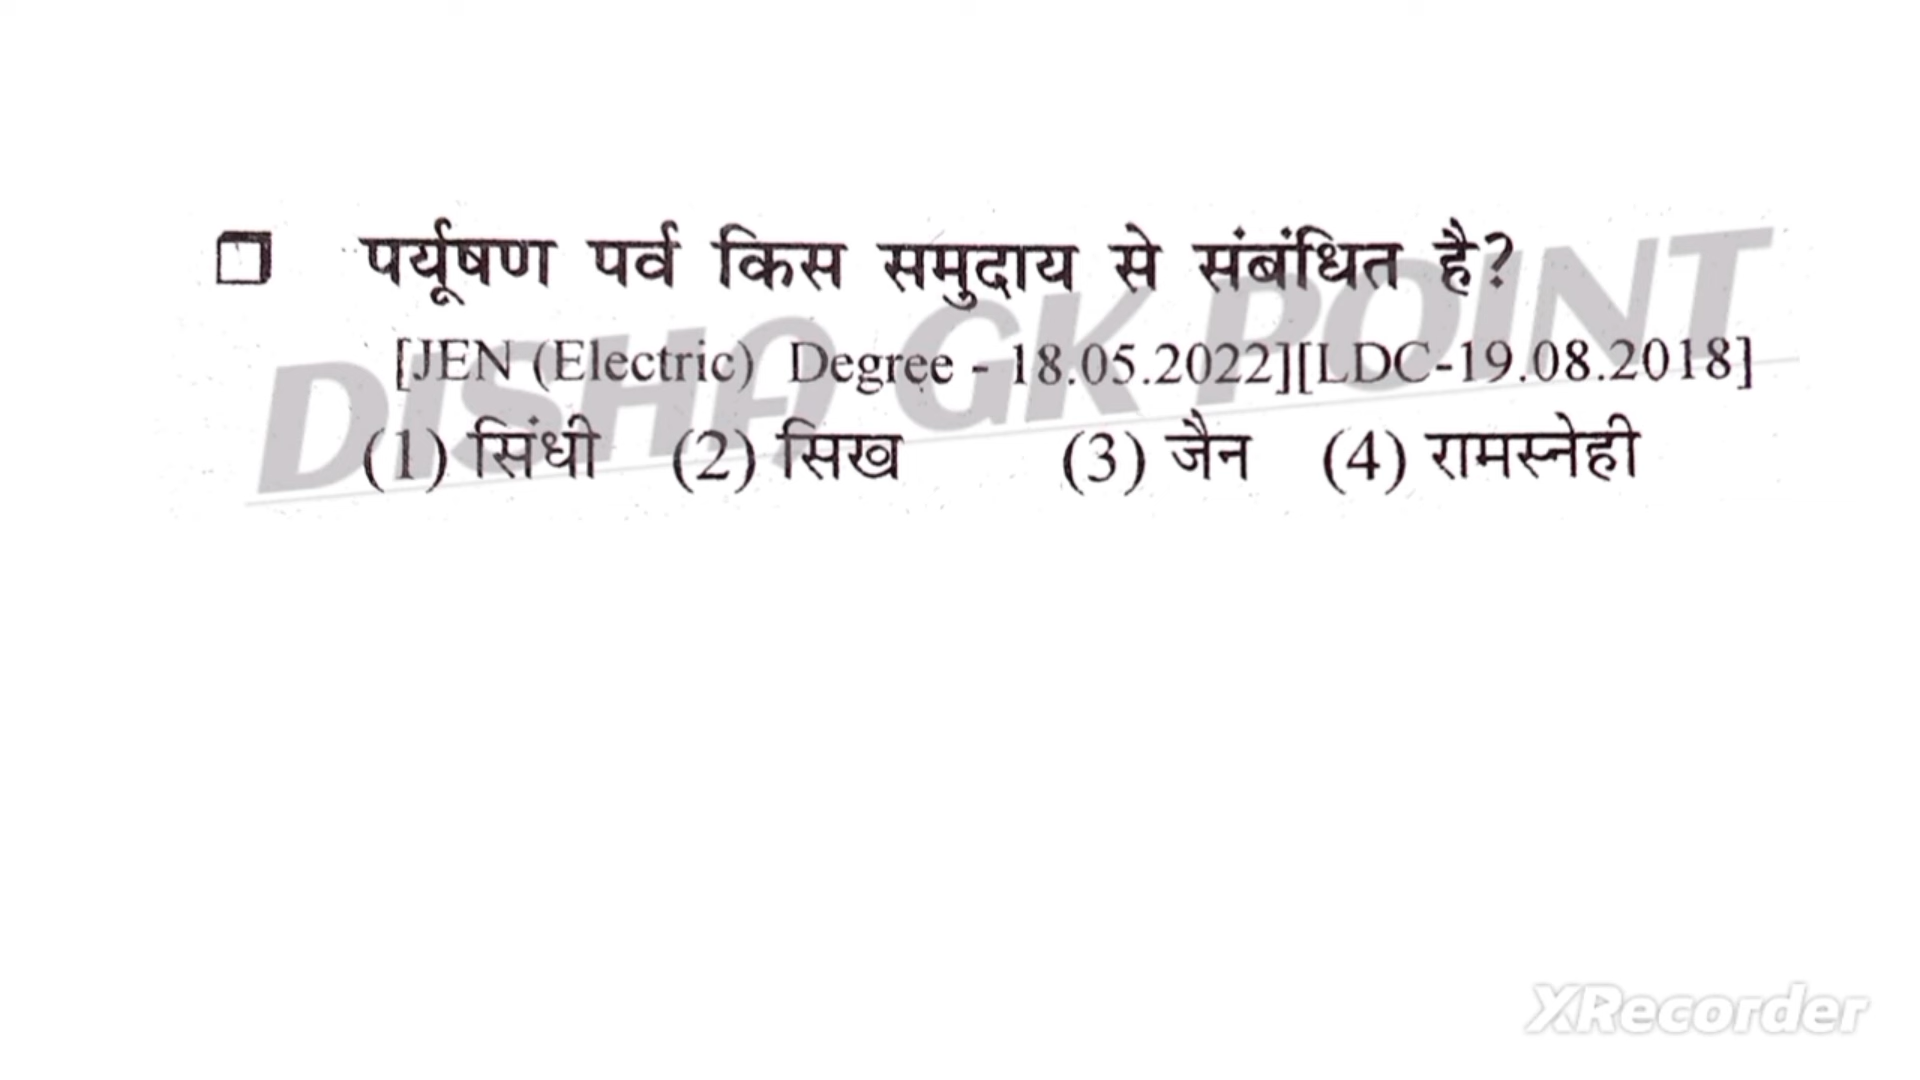 ❑ पर्यूषण पर्व किस समुदाय से संबंधित है?
[JEN (Electric) Degree - 18.05.2022][LDC-19.08.2018]
(1) सिंधी (2) सिख (3) जैन (4) रामस्नेही
DISHA GK POINT
XRecorder